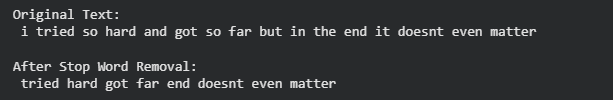 Original Text:
i tried so hard and got so far but in the end it doesnt even matter
After Stop Word Removal:
tried hard got far end doesnt even matter